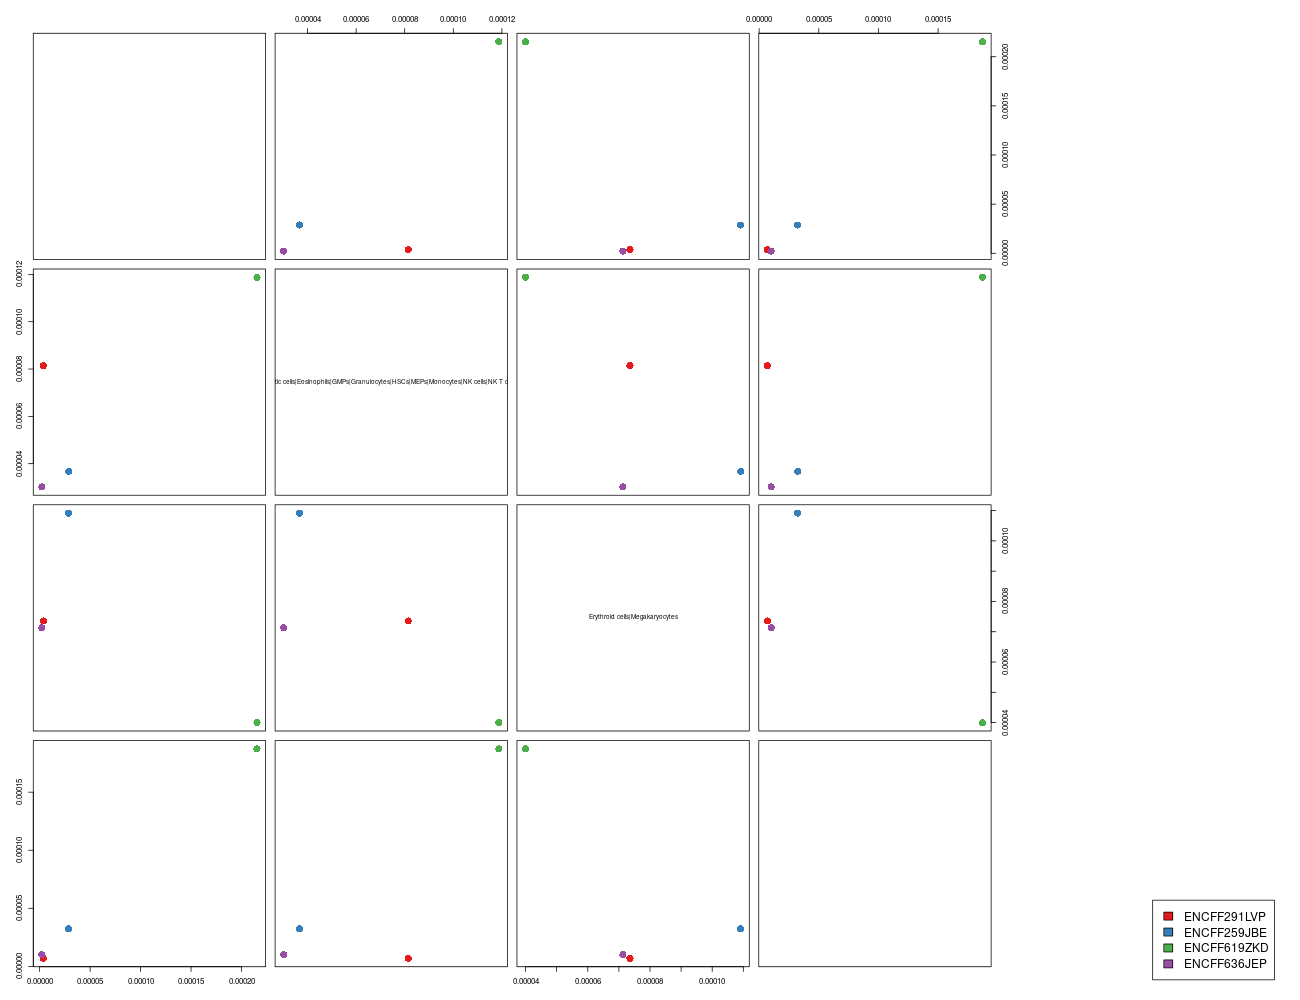 0.00004 0.00006 0.00008 0.00010 0.00012
0.00000 0.00005 0.00010 0.00015
0.00000 0.00005 0.00010 0.00015 0.00020
0.00004 0.00006 0.00008 0.00010 0.00012
cells|Eosinophils|GMPs|Granulocytes|HSCs|MEPs|Monocytes|NK cells|NK T
Erythroid cells|Megakaryocytes
0.00004 0.00006 0.00008 0.00010
0.00000 0.00005 0.00010 0.00015
0.00000 0.00005 0.00010 0.00015 0.00020
0.00004 0.00006 0.00008 0.00010
ENCFF291LVP
ENCFF259JBE
ENCFF619ZKD
ENCFF636JEP